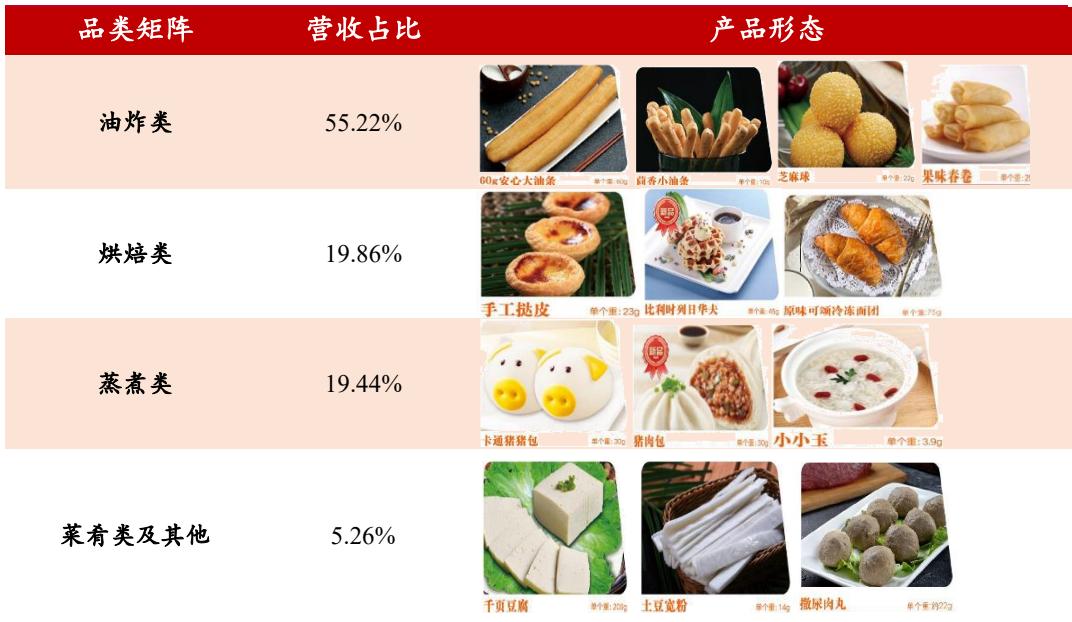 品类矩阵 营收占比 产品形态
油炸类 55.22%
60g安心大油条 单个重:60g 茴香小油条 单个重:10g 芝麻球 单个重:22g 果味春卷 单个重:2
烘焙类 19.86%
新品
手工挞皮 单个重:23g 比利时列日华夫 单个重:45g 原味可颂冷冻面团 单个重:75g
蒸煮类 19.44%
新品
卡通猪猪包 单个重:30g 猪肉包 单个重:30g 小小玉 单个重:3.9g
菜肴类及其他 5.26%
千页豆腐 单个重:200g 土豆宽粉 单个重:14g 撒尿肉丸 单个重:约22g